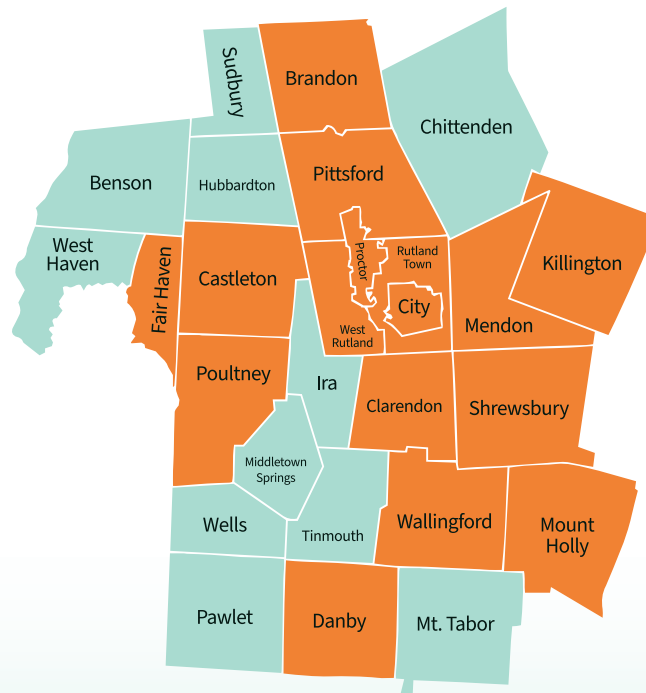 Sudbury
Brandon
Chittenden
Benson
Hubbardton
Pittsford
West
Haven
Fair Haven
Castleton
Proctor
Rutland
Town
City
West
Rutland
Killington
Mendon
Poultney
Ira
Clarendon
Shrewsbury
Middletown
Springs
Wells
Tinmouth
Wallingford
Mount
Holly
Pawlet
Danby
Mt. Tabor